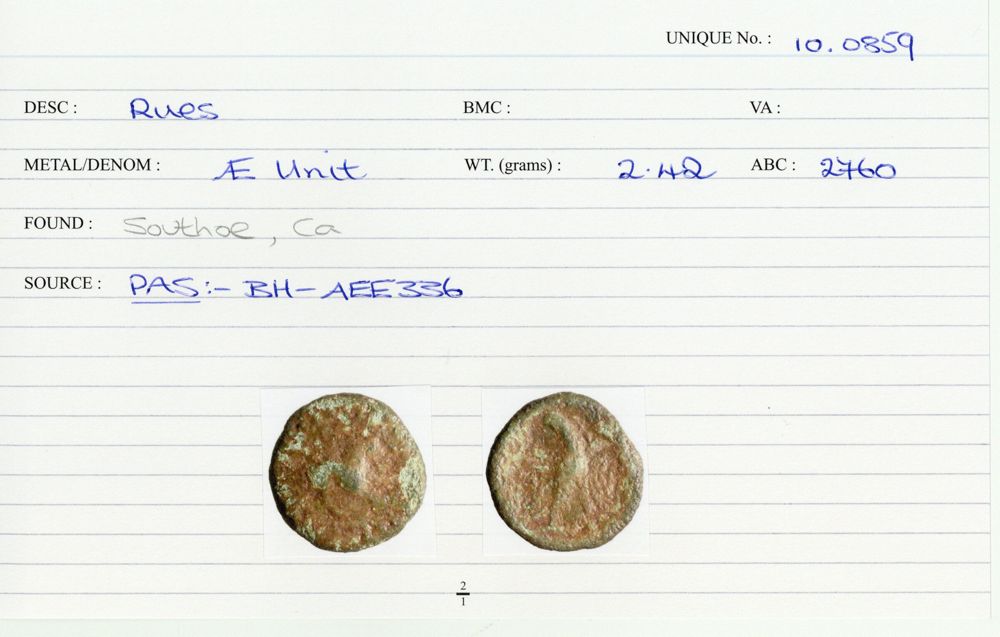 UNIQUE No. : 10.0859
DESC : Rues BMC : VA :
METAL/DENOM : Æ Unit WT. (grams) : 2.42 ABC : 2760
FOUND : Southoe, Ca
SOURCE : PAS:- BH-AEE336
2
1